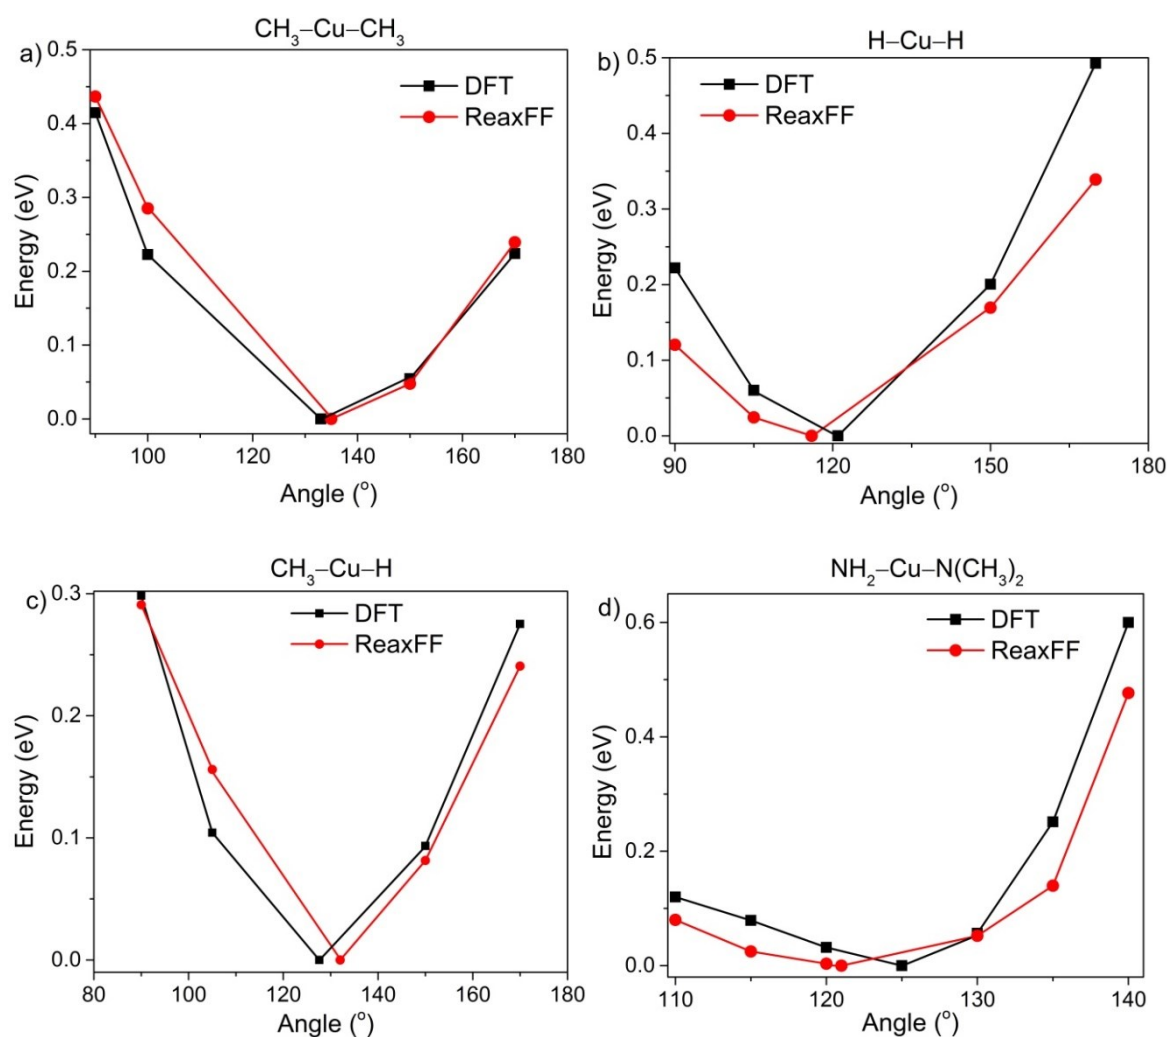 a)
CH₃–Cu–CH₃
DFT
ReaxFF
Energy (eV)
0.5
0.4
0.3
0.2
0.1
0.0
100 120 140 160 180
Angle (°)
b)
H–Cu–H
DFT
ReaxFF
Energy (eV)
0.5
0.4
0.3
0.2
0.1
0.0
90 120 150 180
Angle (°)
c)
CH₃–Cu–H
DFT
ReaxFF
Energy (eV)
0.3
0.2
0.1
0.0
80 100 120 140 160 180
Angle (°)
d)
NH₂–Cu–N(CH₃)₂
DFT
ReaxFF
Energy (eV)
0.6
0.4
0.2
0.0
110 120 130 140
Angle (°)